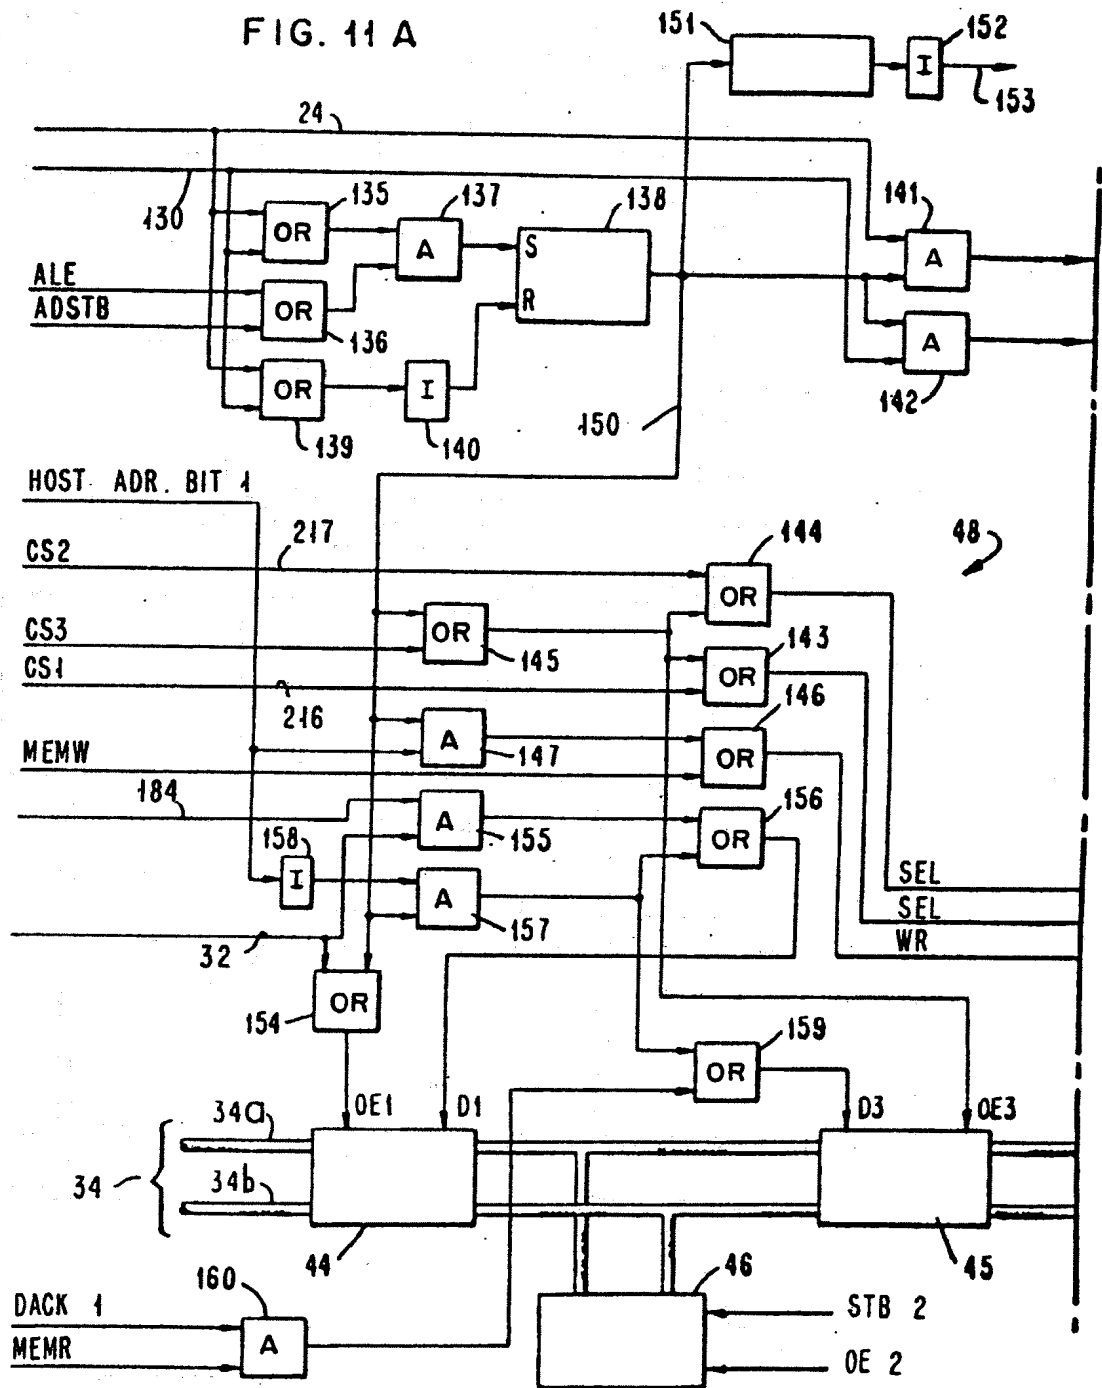 FIG. 11 A
151
152
I
153
24
130
135
OR
137
A
138
S
R
141
A
ALE
ADSTB
OR
136
A
142
OR
139
I
140
150
HOST ADR. BIT 1
CS2
217
144
OR
48
CS3
OR
145
143
OR
CS1
216
146
A
147
OR
MEMW
184
A
155
156
OR
158
I
A
157
SEL
SEL
WR
32
OR
154
159
OR
OE1
D1
D3
OE3
34a
34
34b
44
45
46
160
DACK 1
MEMR
A
STB 2
OE 2